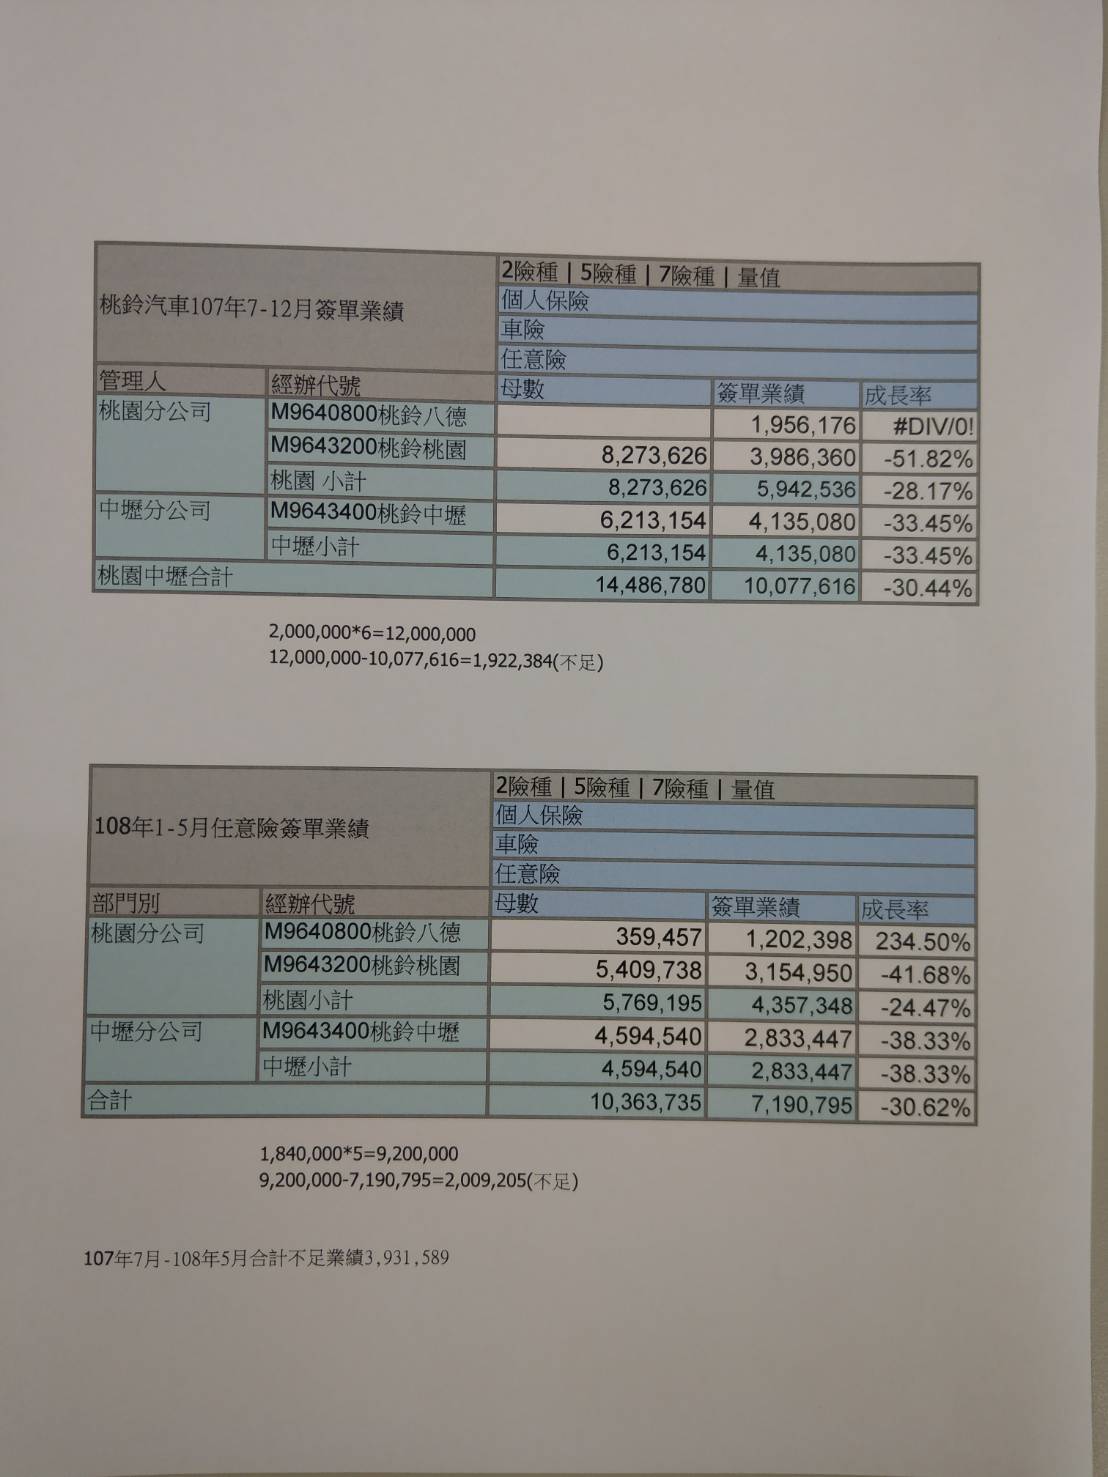 桃鈴汽車107年7-12月簽單業績
2險種 | 5險種 | 7險種 | 量值
個人保險
車險
任意險
管理人 經辦代號 母數 簽單業績 成長率
桃園分公司 M9640800桃鈴八德 1,956,176 #DIV/0!
M9643200桃鈴桃園 8,273,626 3,986,360 -51.82%
桃園 小計 8,273,626 5,942,536 -28.17%
中壢分公司 M9643400桃鈴中壢 6,213,154 4,135,080 -33.45%
中壢小計 6,213,154 4,135,080 -33.45%
桃園中壢合計 14,486,780 10,077,616 -30.44%
2,000,000*6=12,000,000
12,000,000-10,077,616=1,922,384(不足)
108年1-5月任意險簽單業績
2險種 | 5險種 | 7險種 | 量值
個人保險
車險
任意險
部門別 經辦代號 母數 簽單業績 成長率
桃園分公司 M9640800桃鈴八德 359,457 1,202,398 234.50%
M9643200桃鈴桃園 5,409,738 3,154,950 -41.68%
桃園小計 5,769,195 4,357,348 -24.47%
中壢分公司 M9643400桃鈴中壢 4,594,540 2,833,447 -38.33%
中壢小計 4,594,540 2,833,447 -38.33%
合計 10,363,735 7,190,795 -30.62%
1,840,000*5=9,200,000
9,200,000-7,190,795=2,009,205(不足)
107年7月-108年5月合計不足業績3,931,589